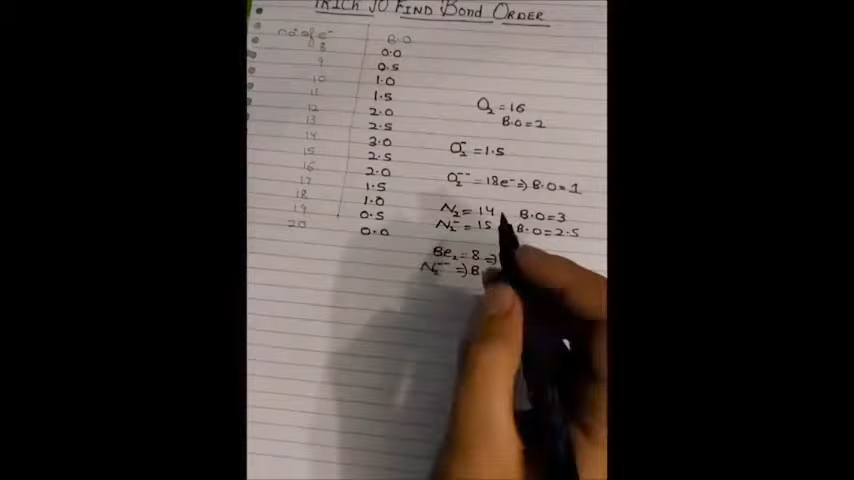 TRICK TO FIND BOND ORDER
no. of e⁻ B.O
8 0.0
9 0.5
10 1.0
11 1.5
12 2.0
13 2.5
14 3.0
15 2.5
16 2.0
17 1.5
18 1.0
19 0.5
20 0.0
O₂ = 16
B.O = 2
O₂⁻ = 1.5
O₂⁻⁻ = 18e⁻ ⇒ B.O = 1
N₂ = 14 B.O = 3
N₂⁻ = 15 B.O = 2.5
Be₂ = 8 ⇒
N₂⁻⁻ ⇒ B